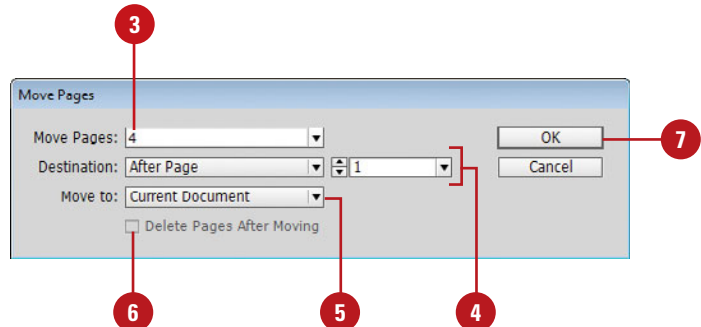 3
Move Pages
Move Pages: 4
OK
7
Destination: After Page 1
Cancel
Move to: Current Document
Delete Pages After Moving
6
5
4